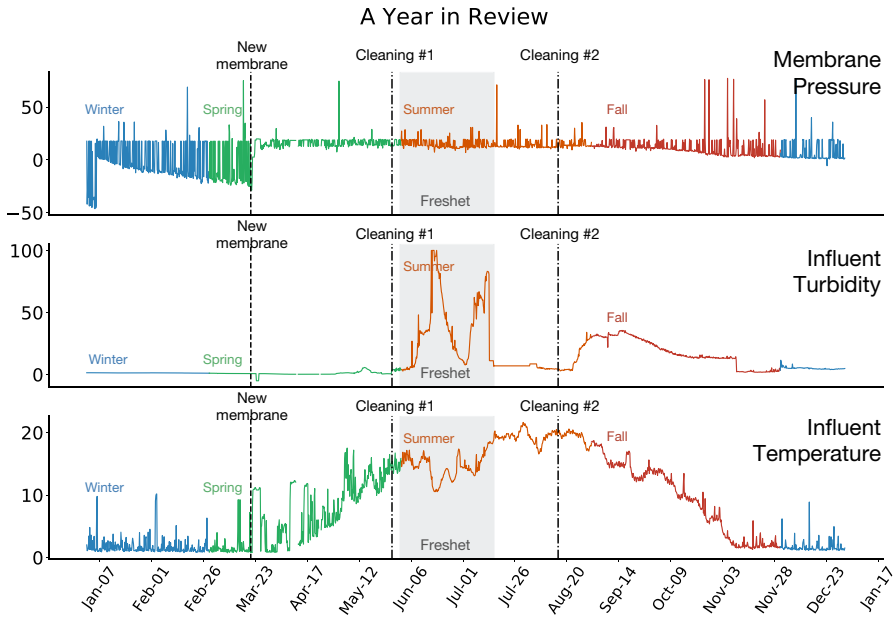 A Year in Review
New
membrane
Cleaning #1
Cleaning #2
Membrane
Pressure
Winter
Spring
Summer
Fall
Freshet
50
0
−50
New
membrane
Cleaning #1
Cleaning #2
Influent
Turbidity
Winter
Spring
Summer
Fall
Freshet
100
50
0
New
membrane
Cleaning #1
Cleaning #2
Influent
Temperature
Winter
Spring
Summer
Fall
Freshet
20
10
0
Jan-07
Feb-01
Feb-26
Mar-23
Apr-17
May-12
Jun-06
Jul-01
Jul-26
Aug-20
Sep-14
Oct-09
Nov-03
Nov-28
Dec-23
Jan-17